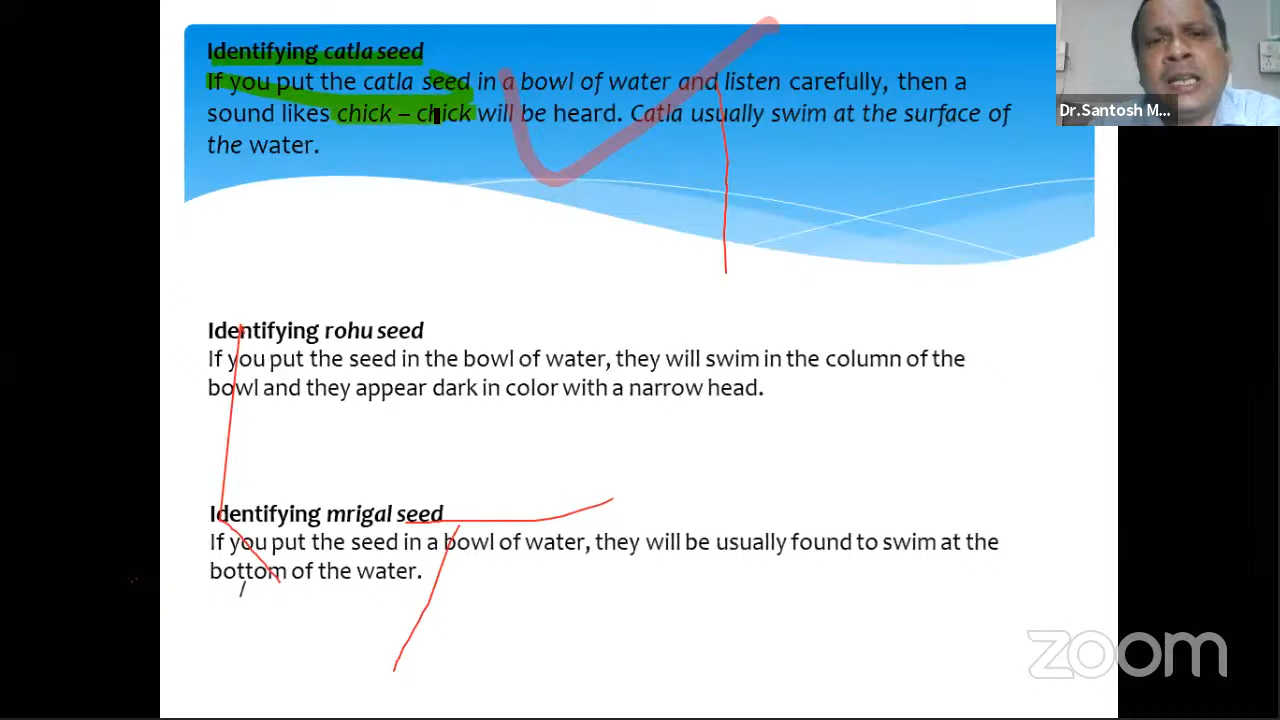 Identifying catla seed
If you put the catla seed in a bowl of water and listen carefully, then a
sound likes chick – chick will be heard. Catla usually swim at the surface of
the water.
Dr.Santosh M...
Identifying rohu seed
If you put the seed in the bowl of water, they will swim in the column of the
bowl and they appear dark in color with a narrow head.
Identifying mrigal seed
If you put the seed in a bowl of water, they will be usually found to swim at the
bottom of the water.
zoom